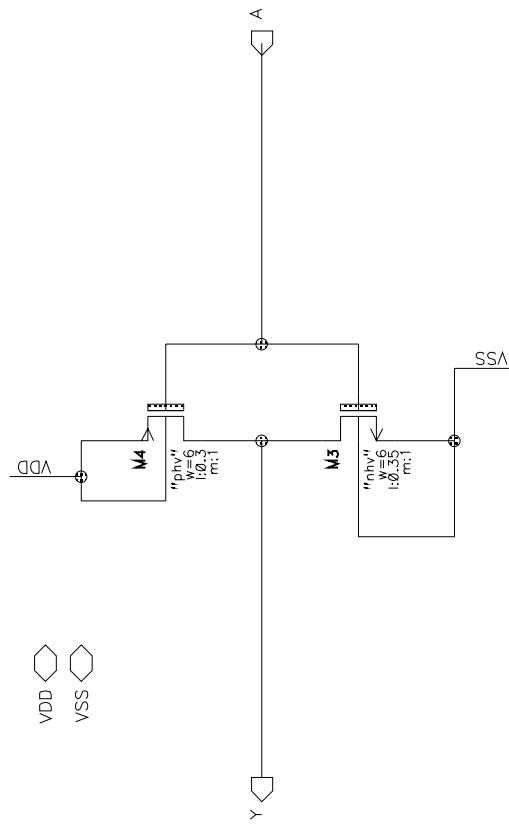 A
VSS
VDD
M4
"phv"
w=6
l:0.3
m:1
M3
"nhv"
w=6
l:0.35
m:1
VDD
VSS
Y